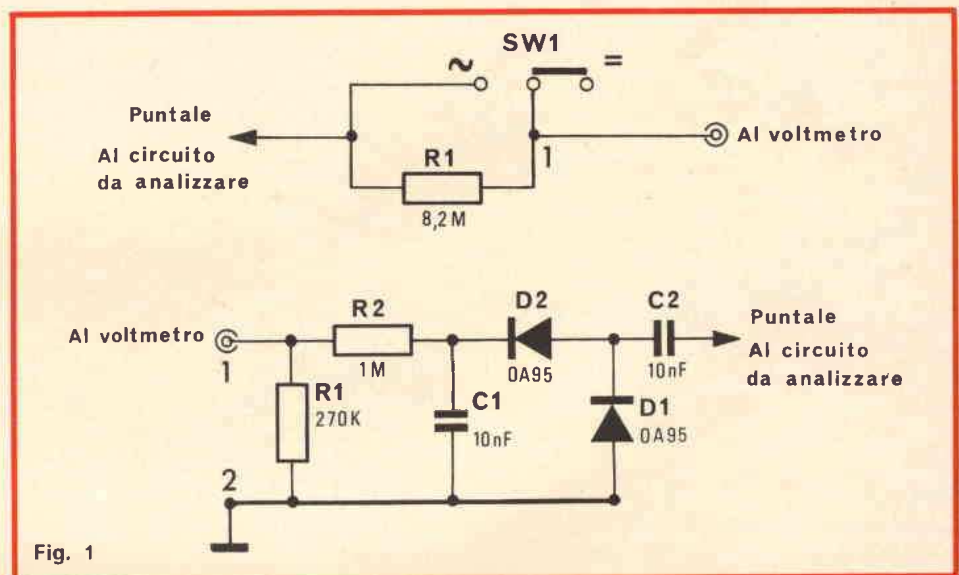 SW1
~
=
Puntale
Al circuito
da analizzare
R1
8,2M
1
Al voltmetro
Al voltmetro
1
R2
1M
D2
0A95
C2
10nF
Puntale
Al circuito
da analizzare
R1
270K
C1
10nF
D1
0A95
2
Fig. 1